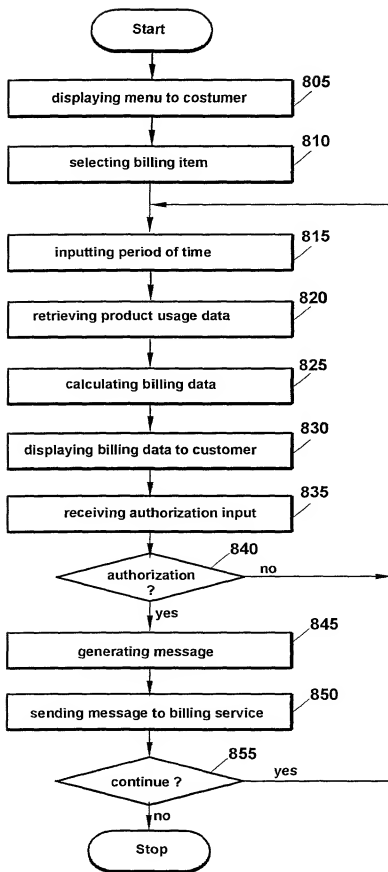 Start
displaying menu to costumer
805
selecting billing item
810
inputting period of time
815
retrieving product usage data
820
calculating billing data
825
displaying billing data to customer
830
receiving authorization input
835
authorization
?
840
no
yes
generating message
845
sending message to billing service
850
continue ?
855
yes
no
Stop